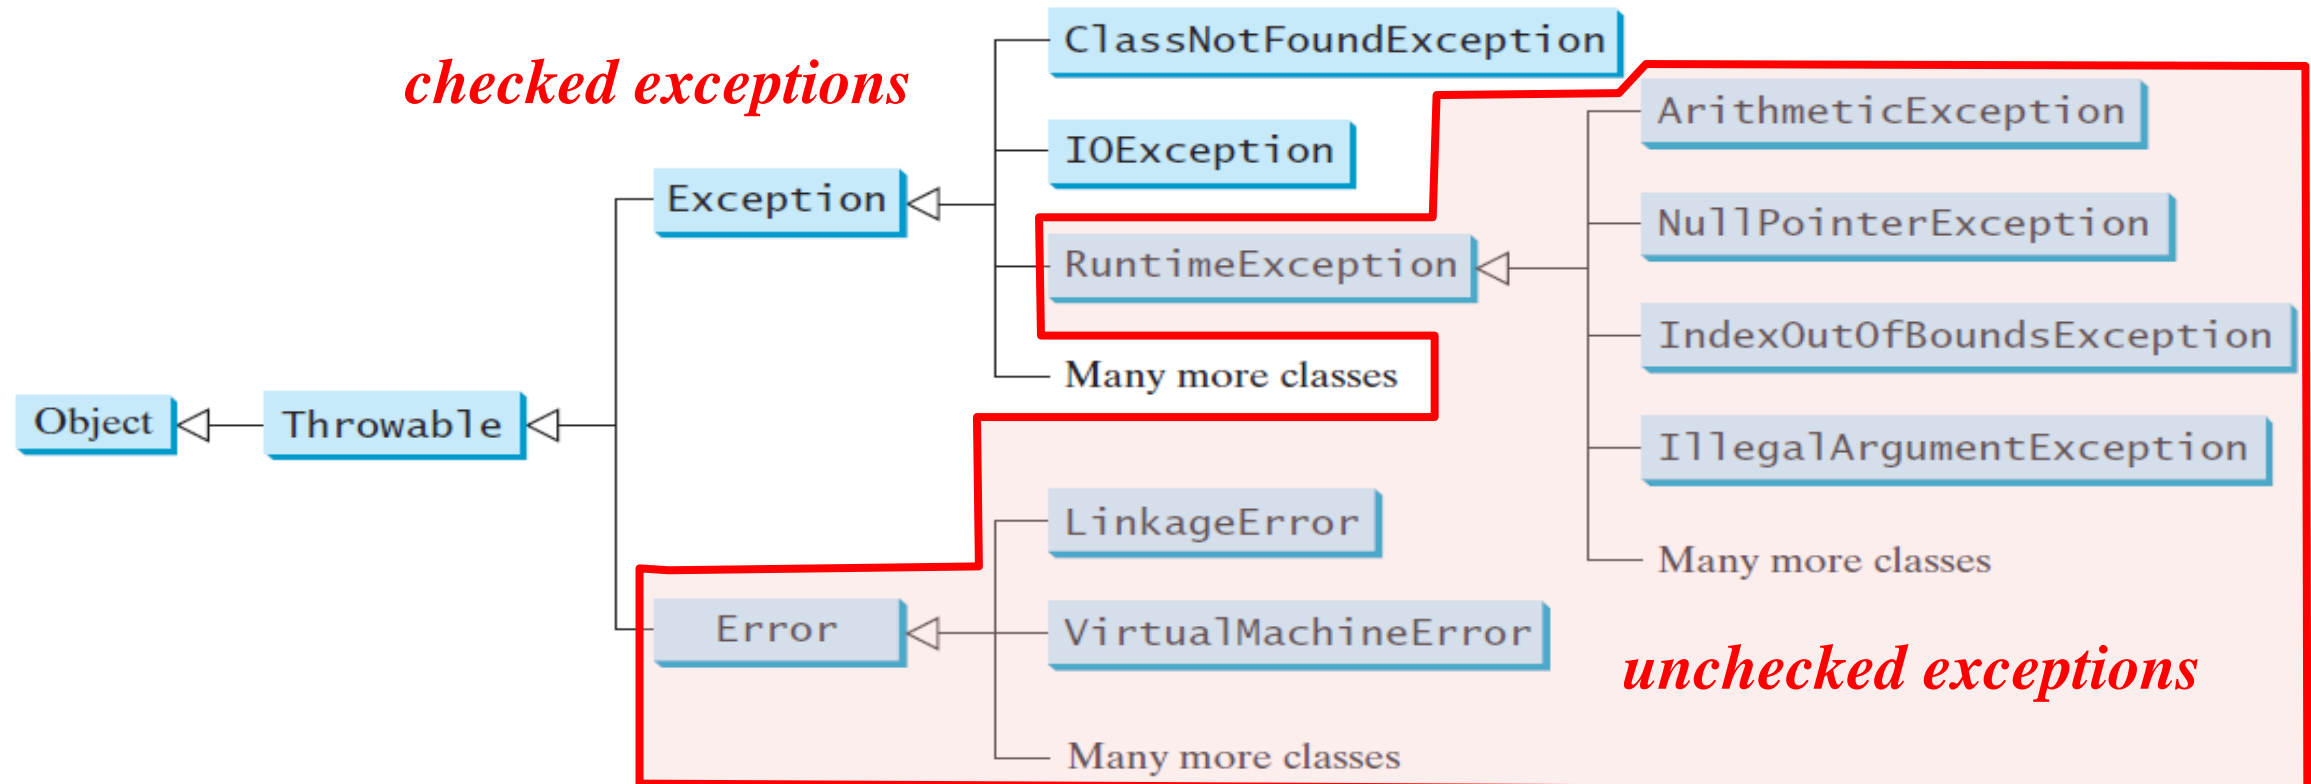 checked exceptions
ClassNotFoundException
IOException
Exception
RuntimeException
Many more classes
ArithmeticException
NullPointerException
IndexOutOfBoundsException
IllegalArgumentException
Many more classes
Object
Throwable
LinkageError
Error
VirtualMachineError
Many more classes
unchecked exceptions